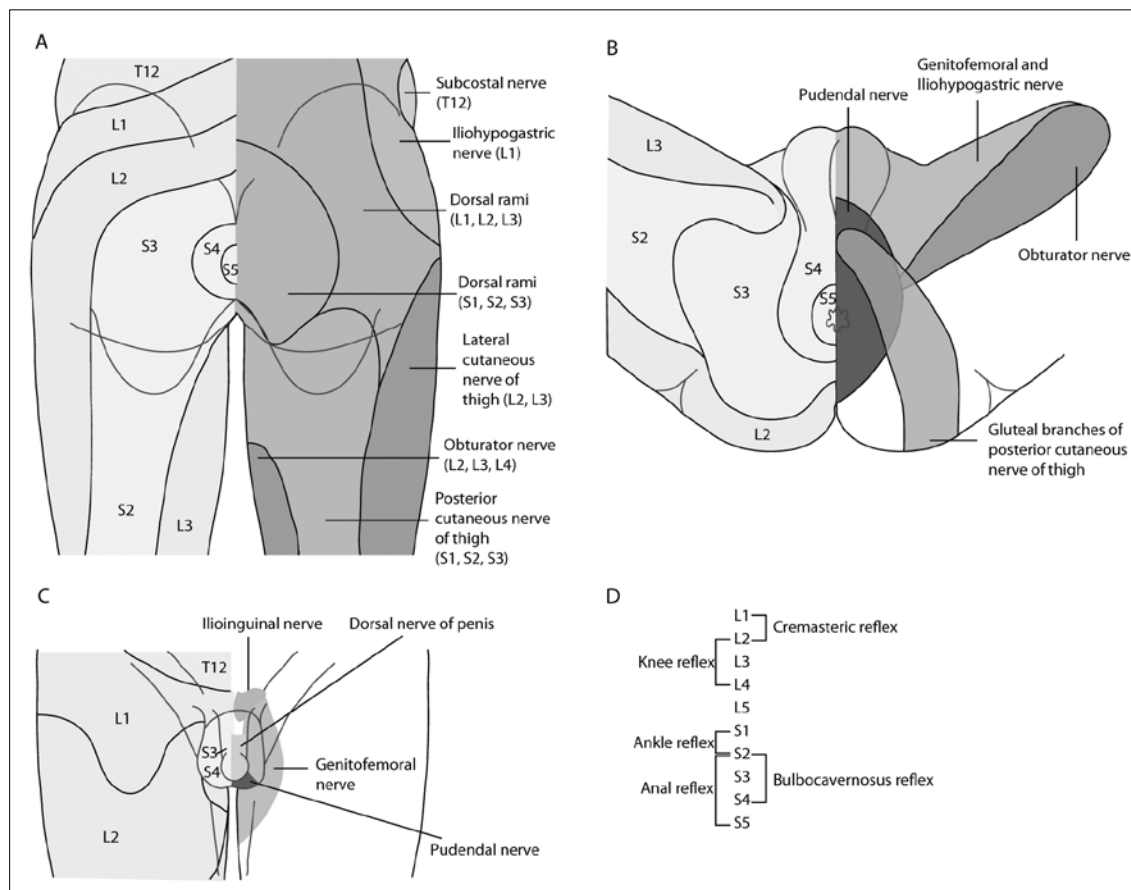 A
T12
L1
L2
S3
S4
S5
S2
L3
Subcostal nerve
(T12)
Iliohypogastric
nerve (L1)
Dorsal rami
(L1, L2, L3)
Dorsal rami
(S1, S2, S3)
Lateral
cutaneous
nerve of
thigh (L2, L3)
Obturator nerve
(L2, L3, L4)
Posterior
cutaneous nerve
of thigh
(S1, S2, S3)
B
Genitofemoral and
Iliohypogastric
nerve
Pudendal nerve
L3
S2
S3
S4
S5
L2
Obturator nerve
Gluteal branches of
posterior cutaneous
nerve of thigh
C
Ilioinguinal nerve
Dorsal nerve of penis
T12
L1
S3
S4
L2
Genitofemoral
nerve
Pudendal nerve
D
L1
L2
L3
L4
L5
S1
S2
S3
S4
S5
Cremasteric reflex
Knee reflex
Ankle reflex
Anal reflex
Bulbocavernosus reflex